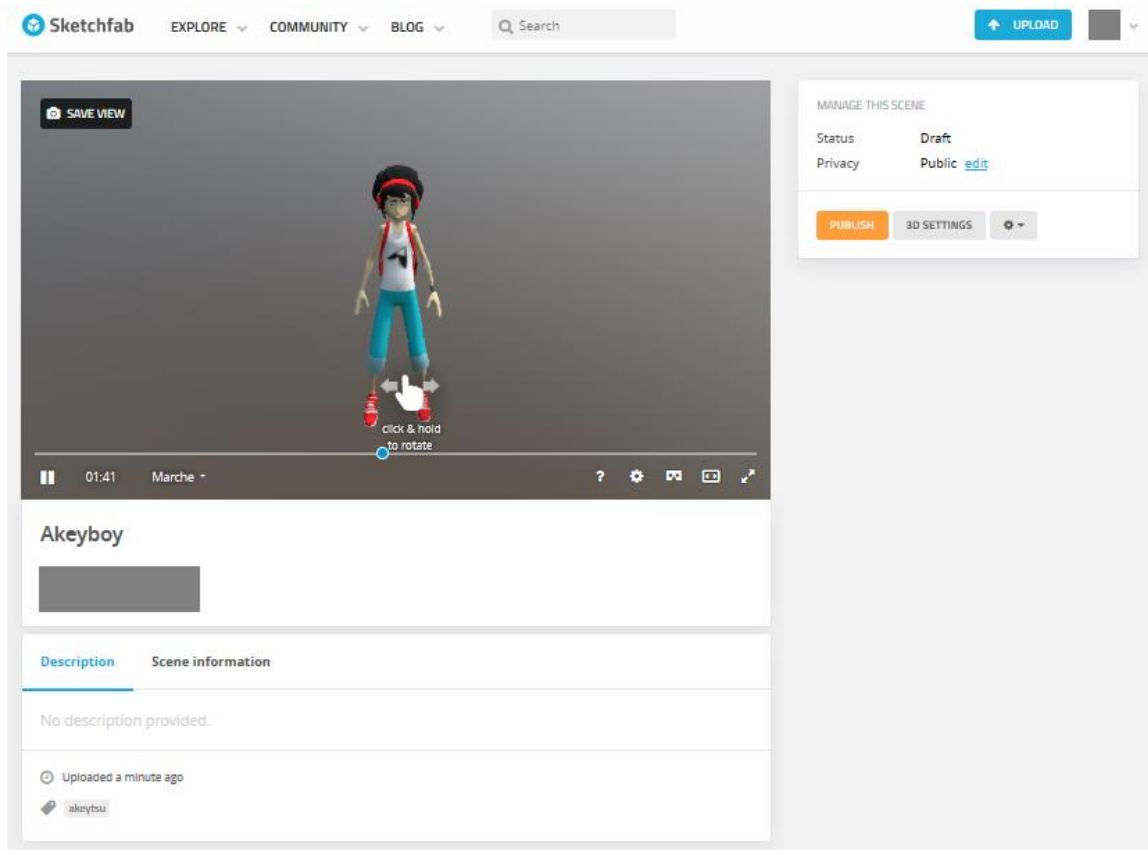 Sketchfab EXPLORE COMMUNITY BLOG Search UPLOAD
SAVE VIEW
click & hold
to rotate
01:41 Marche ?
MANAGE THIS SCENE
Status Draft
Privacy Public edit
PUBLISH 3D SETTINGS
Akeyboy
Description Scene information
No description provided.
Uploaded a minute ago
akeytsu